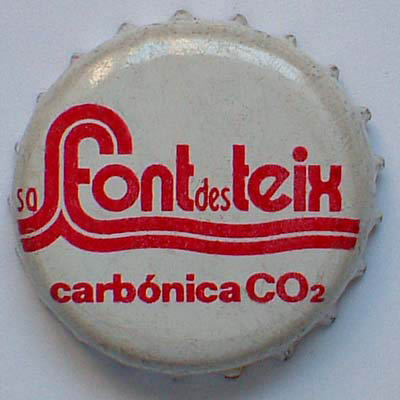 sa Font des teix
carbónica CO2